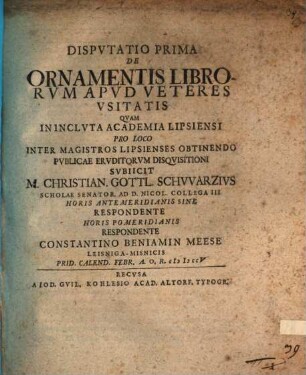 DISPVTATIO PRIMA
DE
ORNAMENTIS LIBRO-
RVM APVD VETERES
VSITATIS
QVAM
IN INCLVTA ACADEMIA LIPSIENSI
PRO LOCO
INTER MAGISTROS LIPSIENSES OBTINENDO
PVBLICAE ERVDITORVM DISQVISITIONI
SVBIICIT
M. CHRISTIAN. GOTTL. SCHVVARZIVS
SCHOLAE SENATOR. AD D. NICOL. COLLEGA III
HORIS ANTEMERIDIANIS SINE
RESPONDENTE
HORIS POMERIDIANIS
RESPONDENTE
CONSTANTINO BENIAMIN MEESE
LEISNIGA-MISNICIS
PRID. CALEND. FEBR. A. O. R.
RECVSA
A IOD. GVIL. KOHLESIO ACAD. ALTORF. TYPOGR.